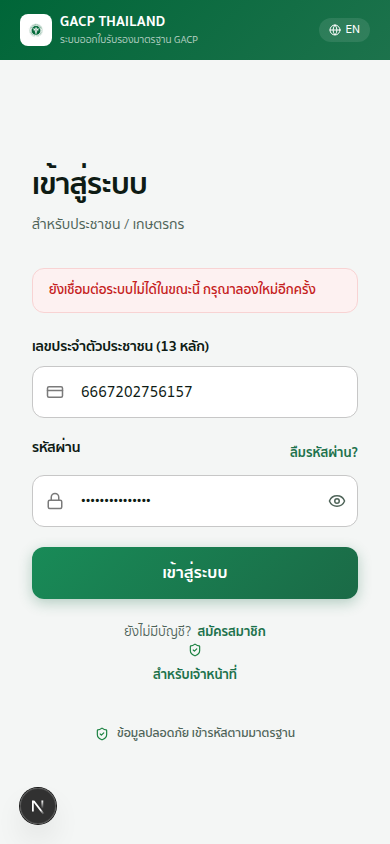 GACP THAILAND
ระบบออกใบรับรองมาตรฐาน GACP
EN
เข้าสู่ระบบ
สำหรับประชาชน / เกษตรกร
ยังเชื่อมต่อระบบไม่ได้ในขณะนี้ กรุณาลองใหม่อีกครั้ง
เลขประจำตัวประชาชน (13 หลัก)
6667202756157
รหัสผ่าน
ลืมรหัสผ่าน?
•••••••••••••••
เข้าสู่ระบบ
ยังไม่มีบัญชี? สมัครสมาชิก
สำหรับเจ้าหน้าที่
ข้อมูลปลอดภัย เข้ารหัสตามมาตรฐาน
N